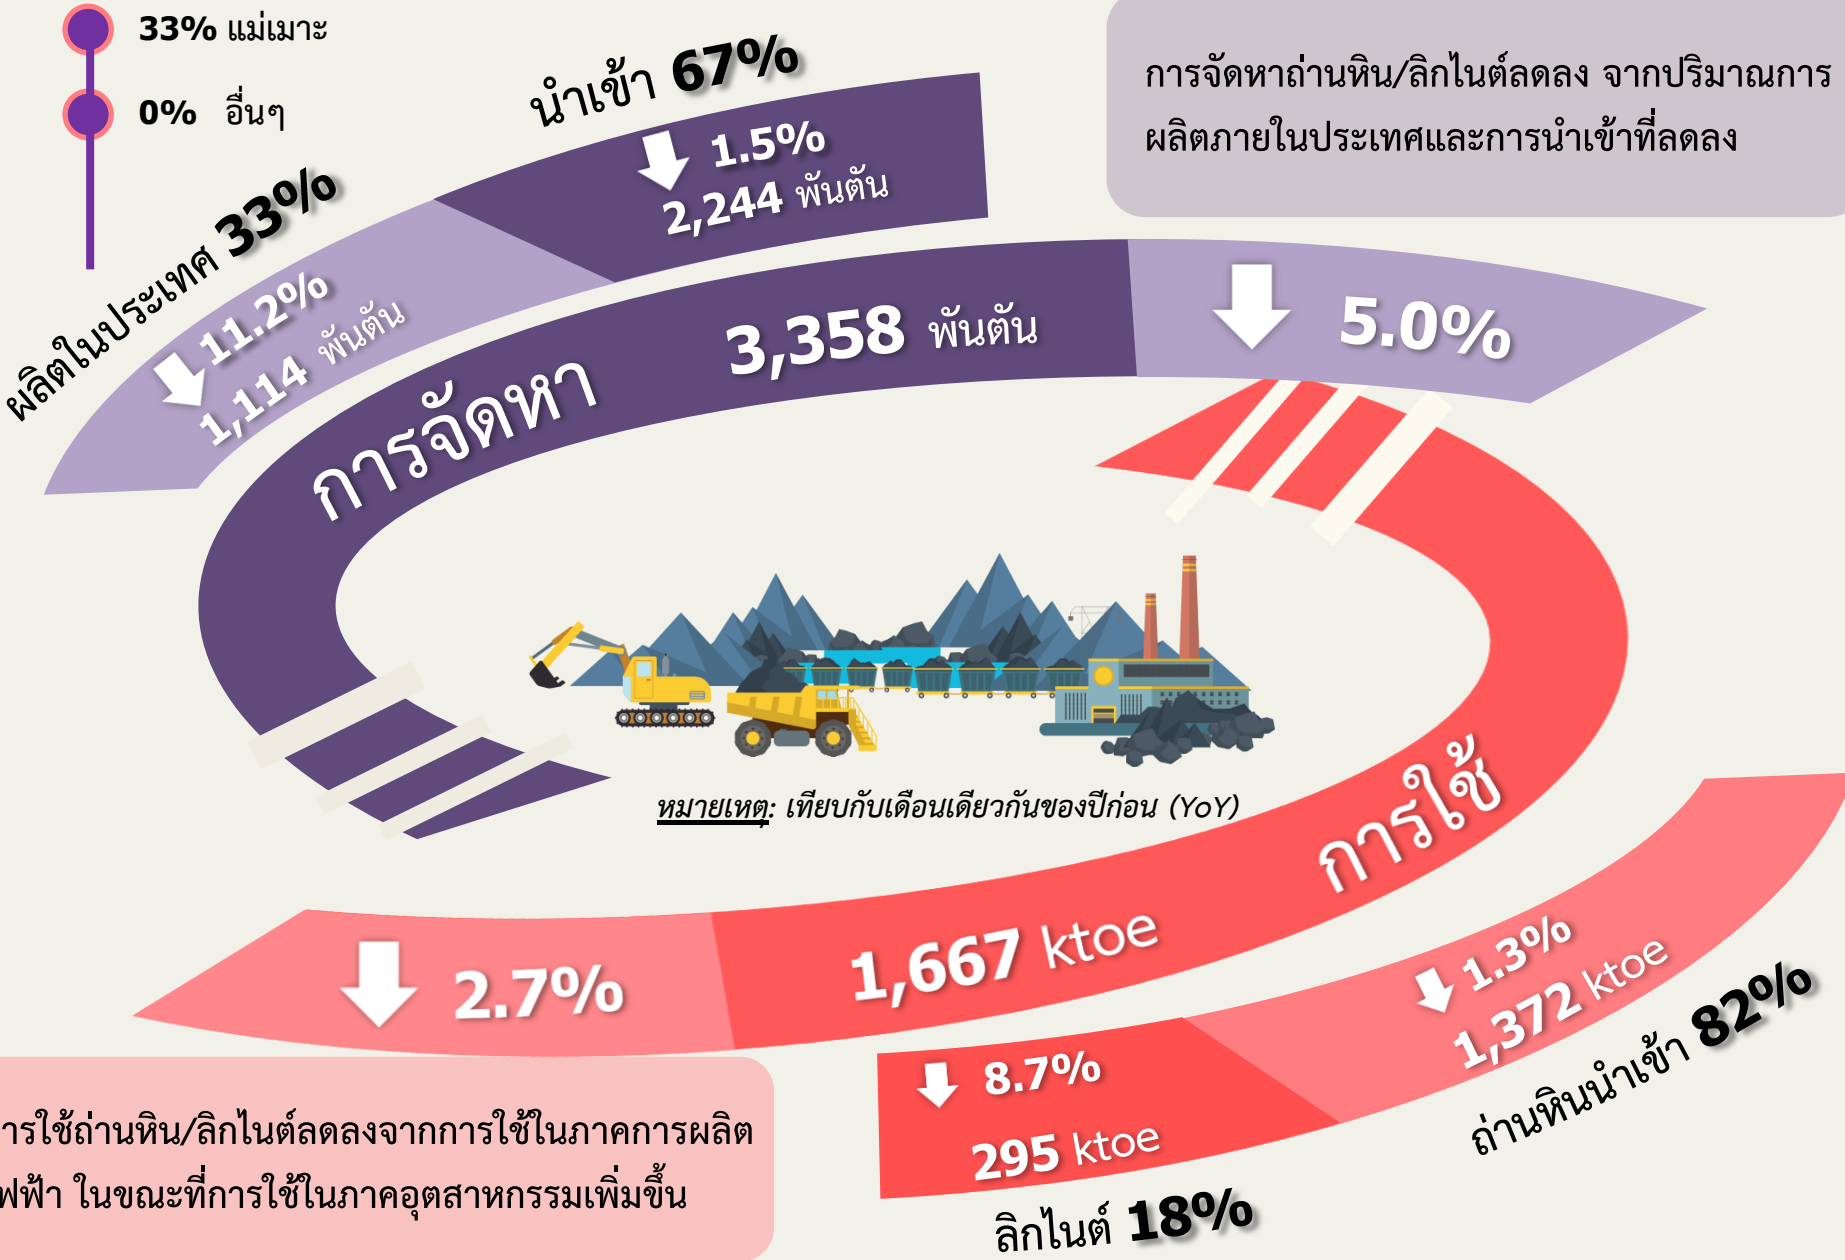 33% แม่เมาะ
0% อื่นๆ
นำเข้า 67%
1.5%
2,244 พันตัน
การจัดหาถ่านหิน/ลิกไนต์ลดลง จากปริมาณการ
ผลิตภายในประเทศและการนำเข้าที่ลดลง
ผลิตในประเทศ 33%
11.2%
1,114 พันตัน
การจัดหา 3,358 พันตัน
5.0%
หมายเหตุ: เทียบกับเดือนเดียวกันของปีก่อน (YoY)
การใช้
1,667 ktoe
2.7%
1.3%
1,372 ktoe
ถ่านหินนำเข้า 82%
8.7%
295 ktoe
ลิกไนต์ 18%
ารใช้ถ่านหิน/ลิกไนต์ลดลงจากการใช้ในภาคการผลิต
ฟฟ้า ในขณะที่การใช้ในภาคอุตสาหกรรมเพิ่มขึ้น